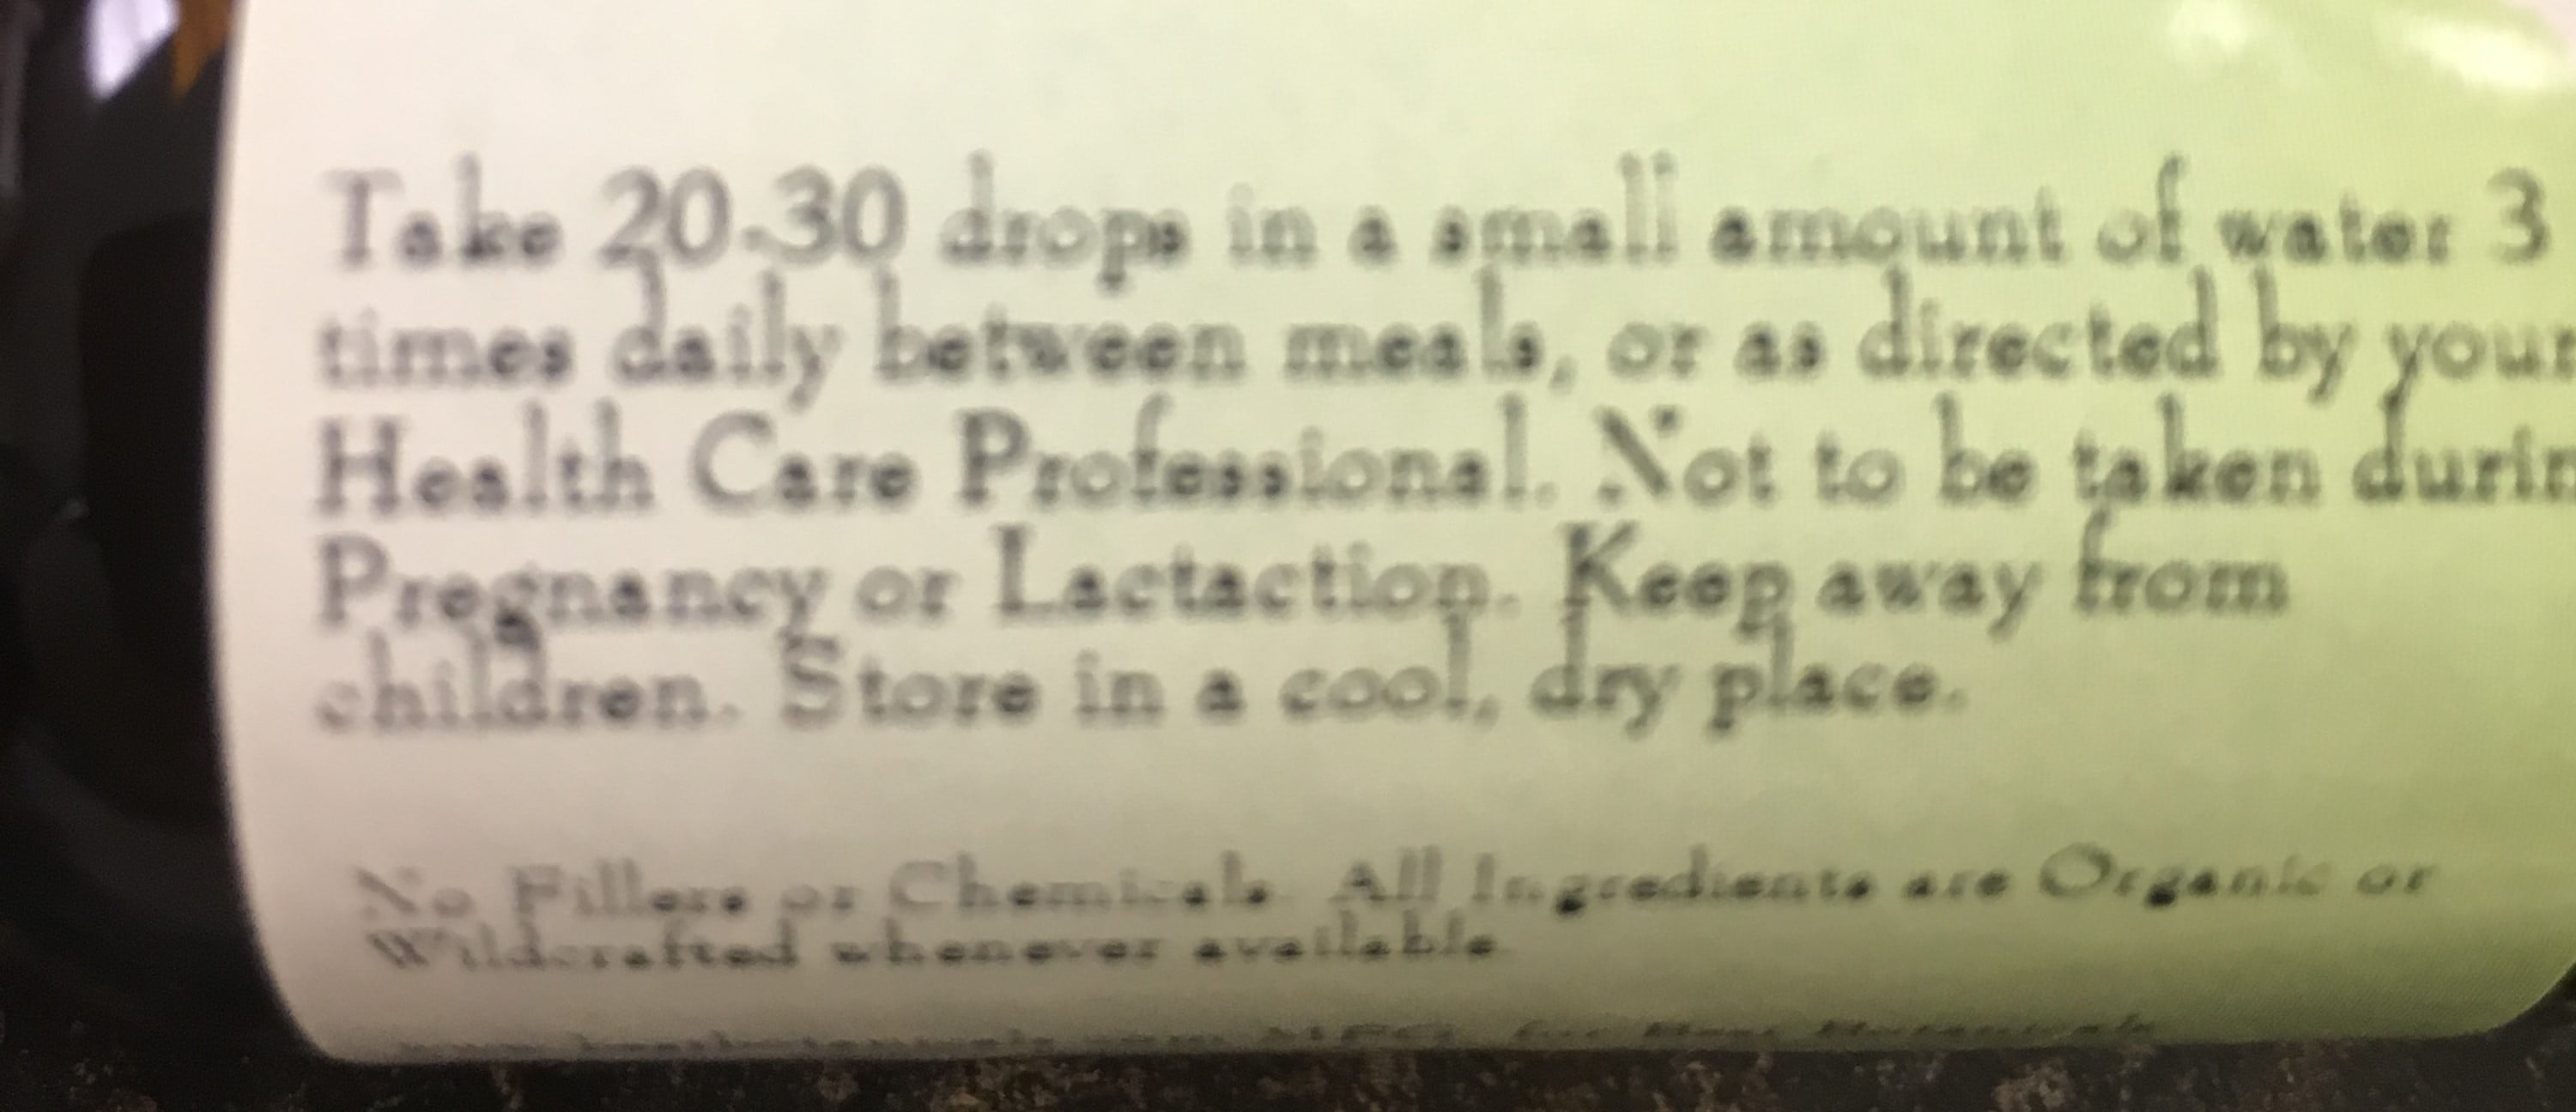 Take 20-30 drops in a small amount of water 3
times daily between meals, or as directed by your
Health Care Professional. Not to be taken durin
Pregnancy or Lactaction. Keep away from
children. Store in a cool, dry place.
No Fillers or Chemicals. All Ingredients are Organic or
Wildcrafted whenever available